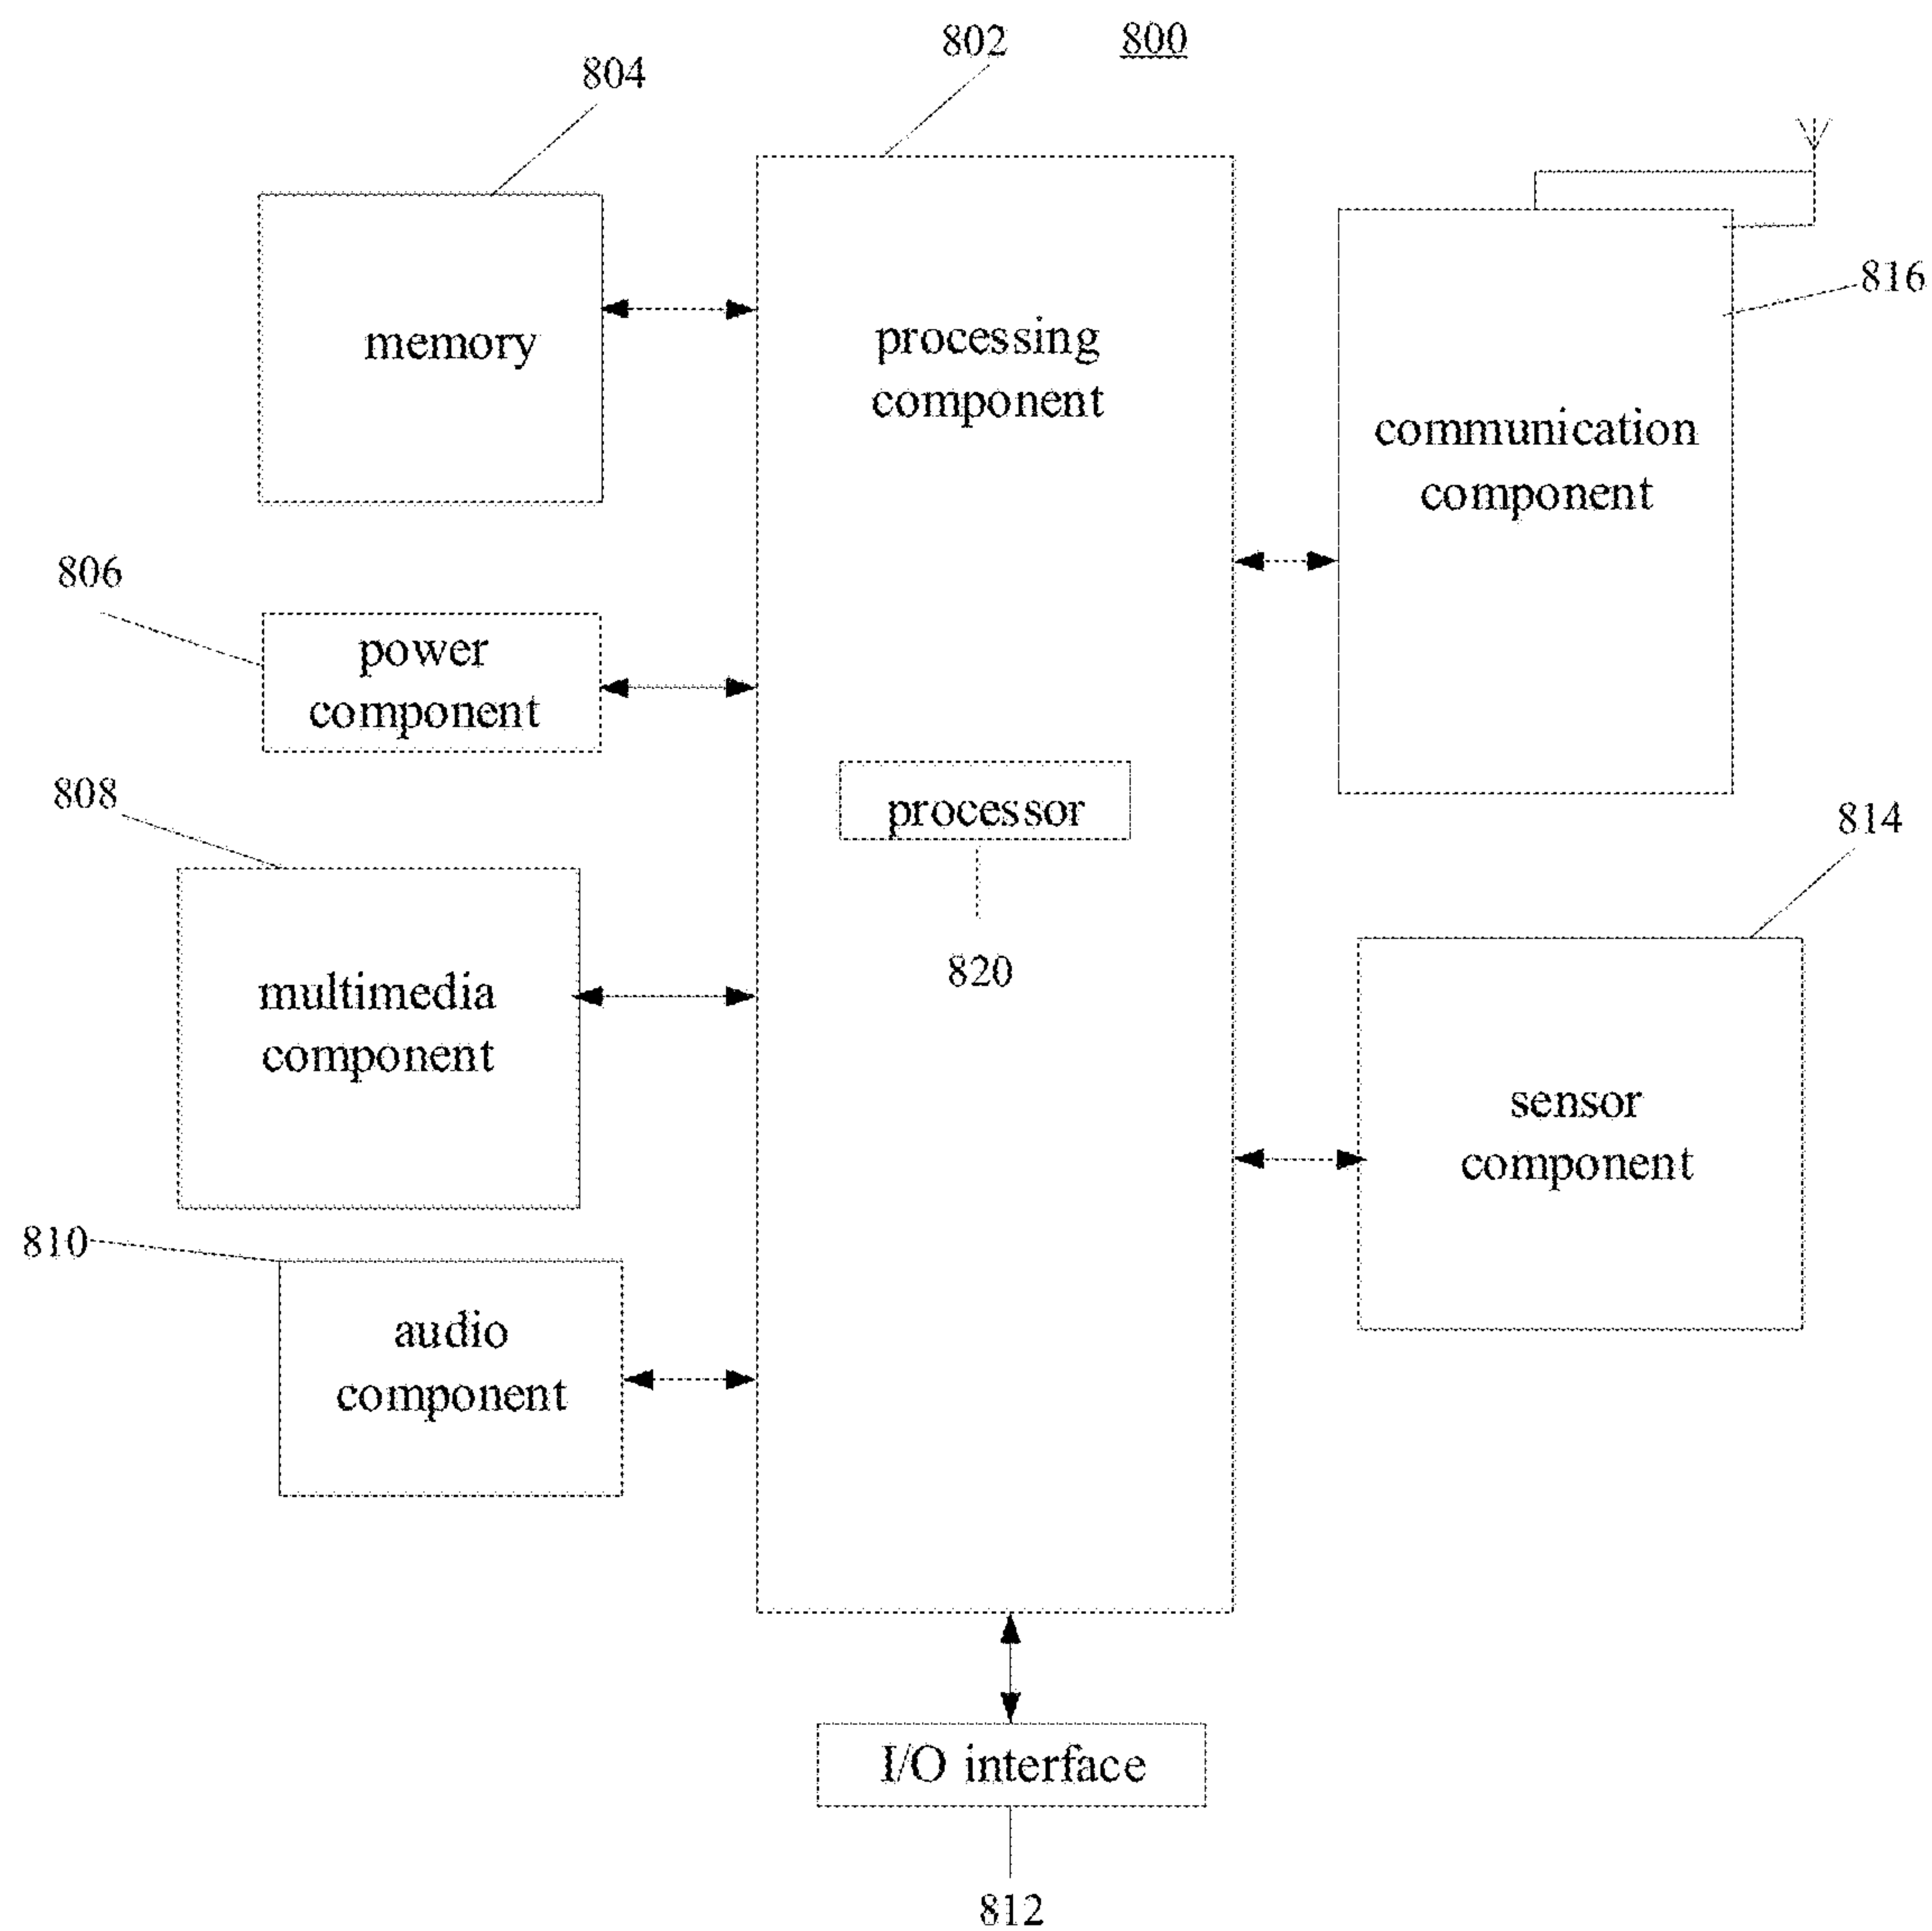 802
800
804
memory
processing
component
816
communication
component
806
power
component
808
processor
814
820
multimedia
component
sensor
component
810
audio
component
I/O interface
812